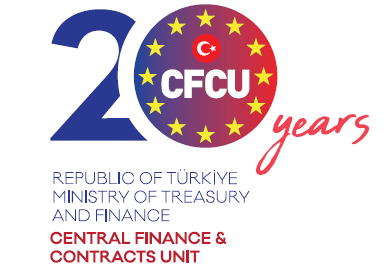 20
CFCU
years
REPUBLIC OF TÜRKİYE
MINISTRY OF TREASURY
AND FINANCE
CENTRAL FINANCE &
CONTRACTS UNIT